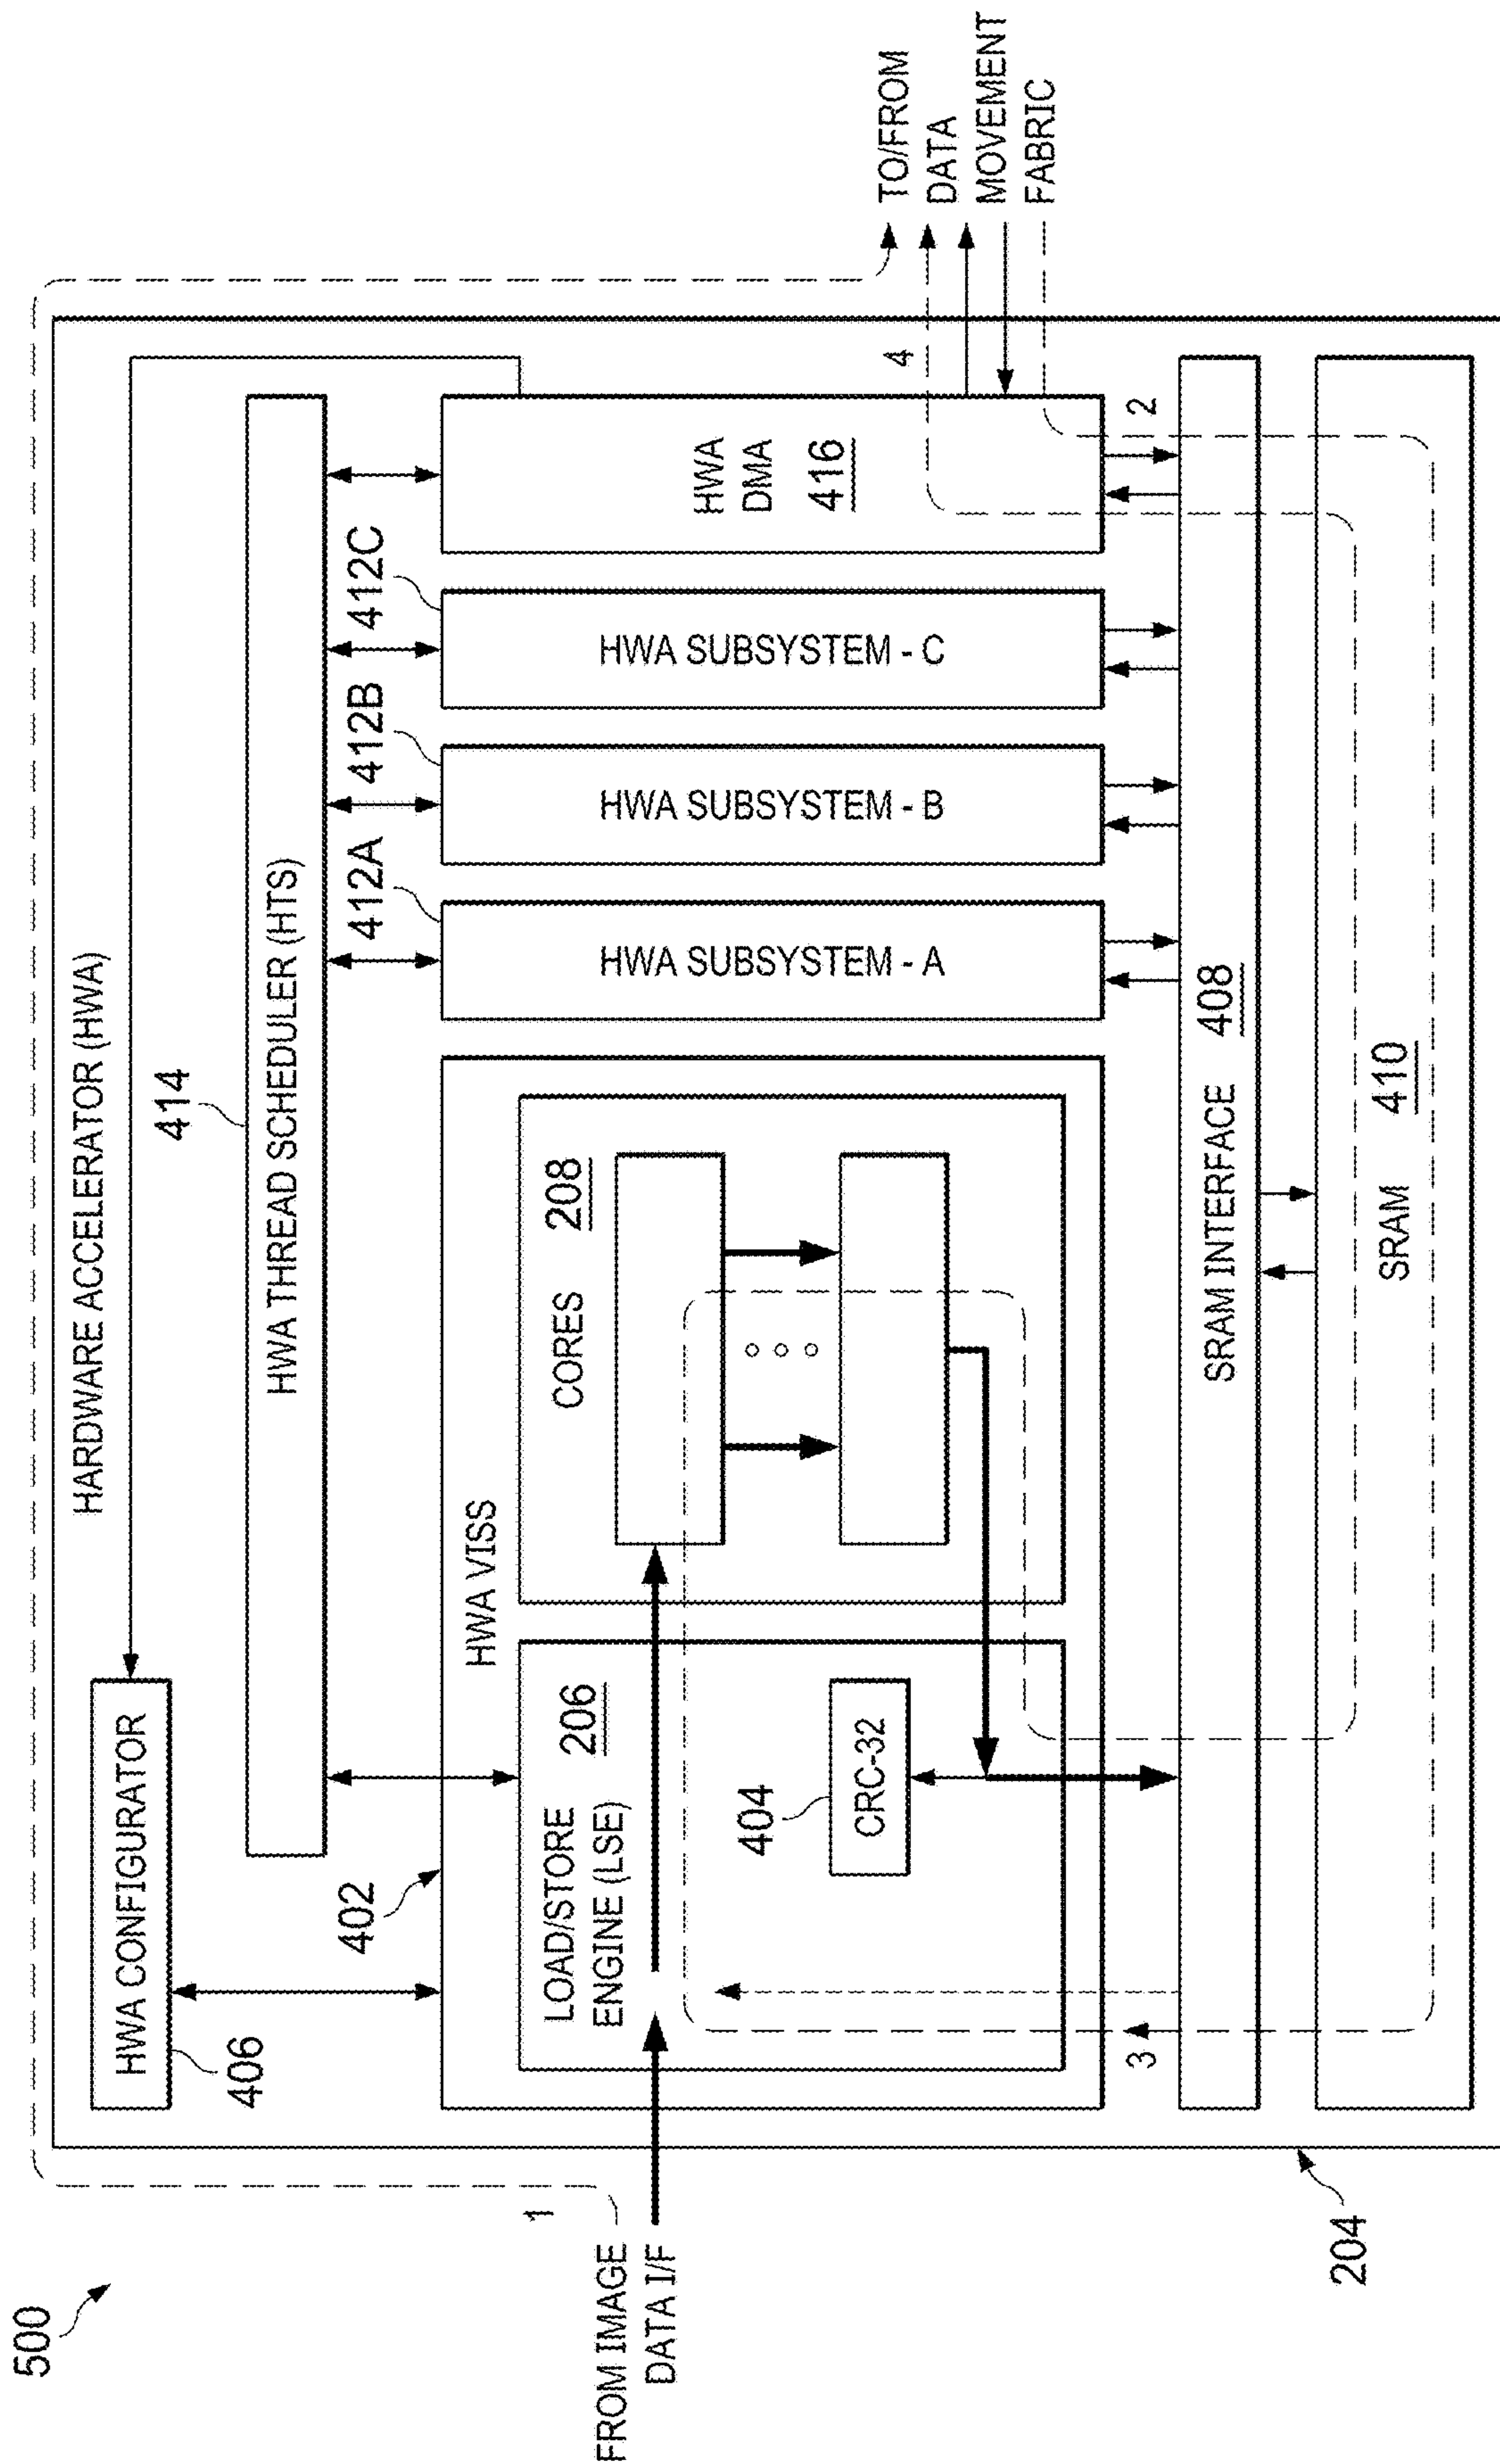 500
HARDWARE ACCELERATOR (HWA)
HWA CONFIGURATOR
406
414
HWA THREAD SCHEDULER (HTS)
402
412A
412B
412C
HWA VISS
LOAD/STORE
ENGINE (LSE)
206
CORES
208
404
CRC-32
HWA SUBSYSTEM - A
HWA SUBSYSTEM - B
HWA SUBSYSTEM - C
HWA
DMA
416
1
FROM IMAGE
DATA I/F
4
TO/FROM
DATA
MOVEMENT
FABRIC
3
2
SRAM INTERFACE
408
SRAM
410
204